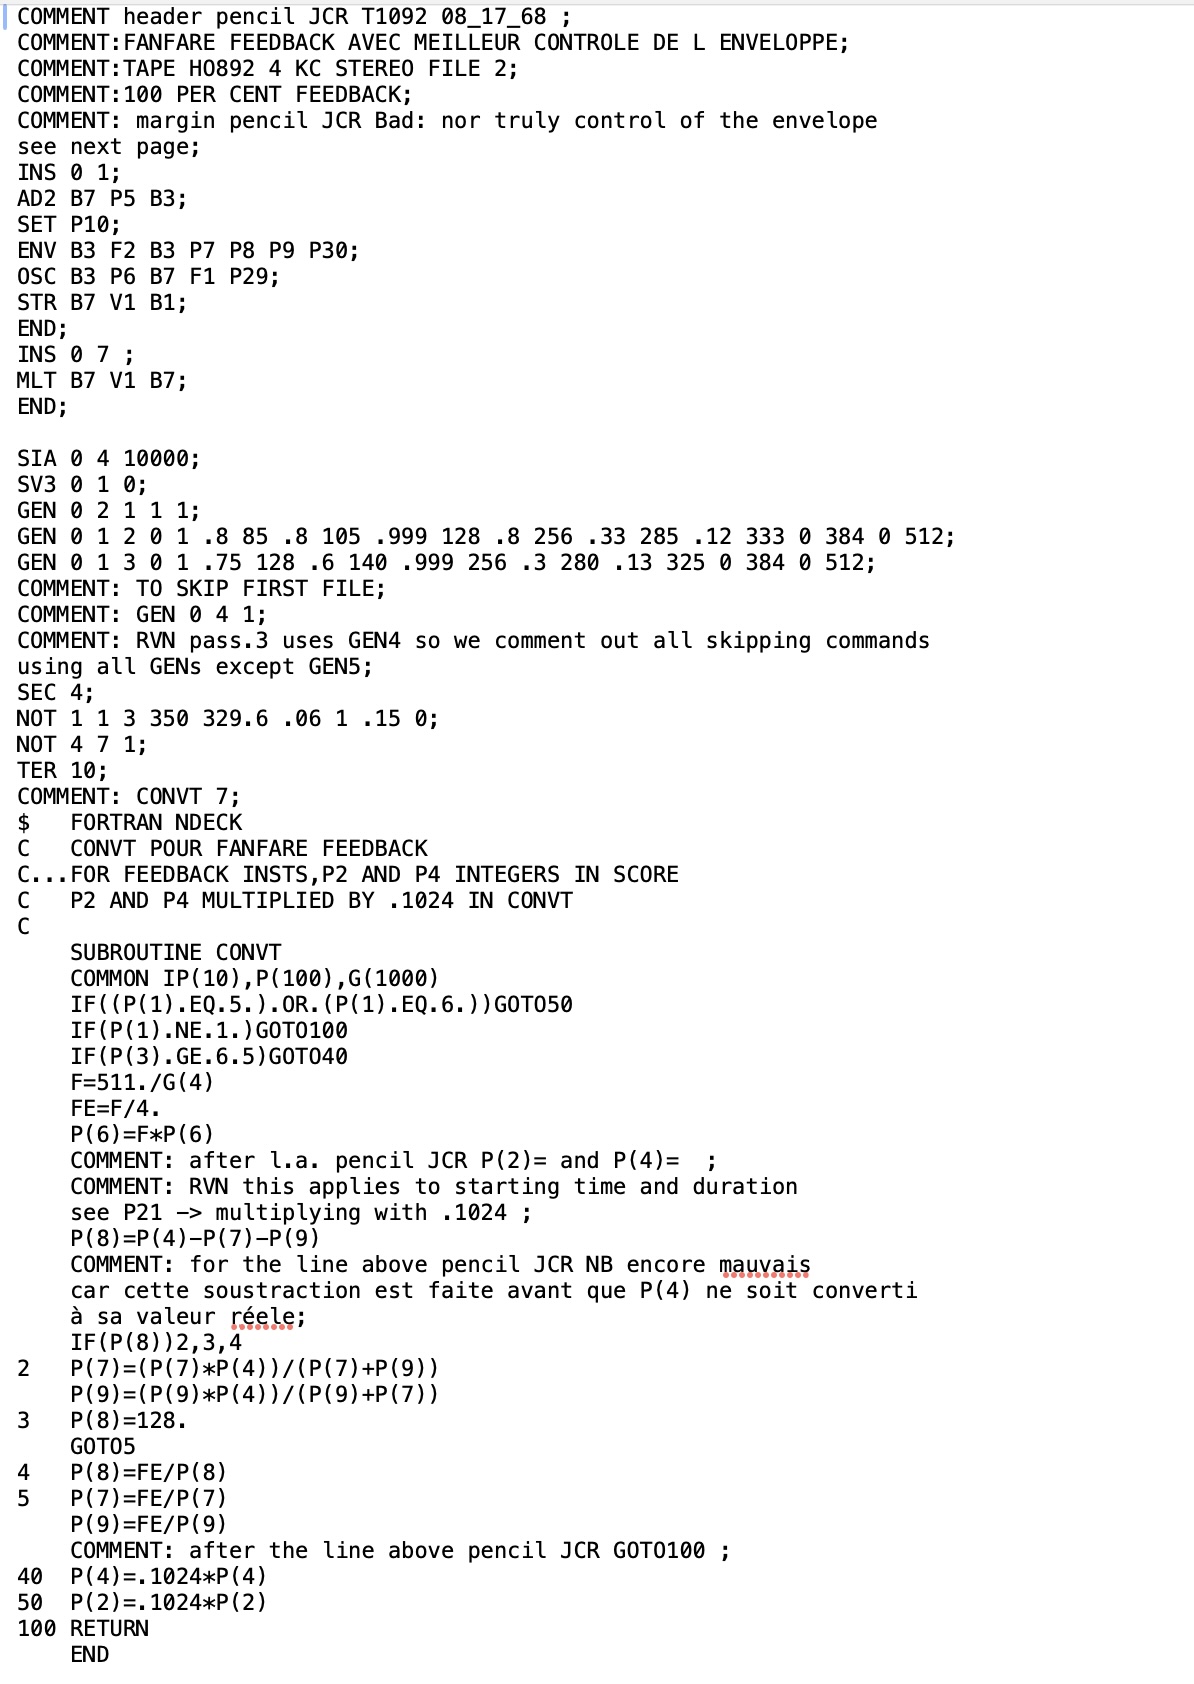 COMMENT header pencil JCR T1092 08_17_68 ;
COMMENT:FANFARE FEEDBACK AVEC MEILLEUR CONTROLE DE L ENVELOPPE;
COMMENT:TAPE HO892 4 KC STEREO FILE 2;
COMMENT:100 PER CENT FEEDBACK;
COMMENT: margin pencil JCR Bad: nor truly control of the envelope
see next page;
INS 0 1;
AD2 B7 P5 B3;
SET P10;
ENV B3 F2 B3 P7 P8 P9 P30;
OSC B3 P6 B7 F1 P29;
STR B7 V1 B1;
END;
INS 0 7 ;
MLT B7 V1 B7;
END;
SIA 0 4 10000;
SV3 0 1 0;
GEN 0 2 1 1 1;
GEN 0 1 2 0 1 .8 85 .8 105 .999 128 .8 256 .33 285 .12 333 0 384 0 512;
GEN 0 1 3 0 1 .75 128 .6 140 .999 256 .3 280 .13 325 0 384 0 512;
COMMENT: TO SKIP FIRST FILE;
COMMENT: GEN 0 4 1;
COMMENT: RVN pass.3 uses GEN4 so we comment out all skipping commands
using all GENs except GEN5;
SEC 4;
NOT 1 1 3 350 329.6 .06 1 .15 0;
NOT 4 7 1;
TER 10;
COMMENT: CONVT 7;
$   FORTRAN NDECK
C   CONVT POUR FANFARE FEEDBACK
C...FOR FEEDBACK INSTS,P2 AND P4 INTEGERS IN SCORE
C   P2 AND P4 MULTIPLIED BY .1024 IN CONVT
C
    SUBROUTINE CONVT
    COMMON IP(10),P(100),G(1000)
    IF((P(1).EQ.5.).OR.(P(1).EQ.6.))GOTO50
    IF(P(1).NE.1.)GOTO100
    IF(P(3).GE.6.5)GOTO40
    F=511./G(4)
    FE=F/4.
    P(6)=F*P(6)
    COMMENT: after l.a. pencil JCR P(2)= and P(4)=  ;
    COMMENT: RVN this applies to starting time and duration
    see P21 -> multiplying with .1024 ;
    P(8)=P(4)-P(7)-P(9)
    COMMENT: for the line above pencil JCR NB encore mauvais
    car cette soustraction est faite avant que P(4) ne soit converti
    à sa valeur réele;
    IF(P(8))2,3,4
2   P(7)=(P(7)*P(4))/(P(7)+P(9))
    P(9)=(P(9)*P(4))/(P(9)+P(7))
3   P(8)=128.
    GOTO5
4   P(8)=FE/P(8)
5   P(7)=FE/P(7)
    P(9)=FE/P(9)
    COMMENT: after the line above pencil JCR GOTO100 ;
40  P(4)=.1024*P(4)
50  P(2)=.1024*P(2)
100 RETURN
    END